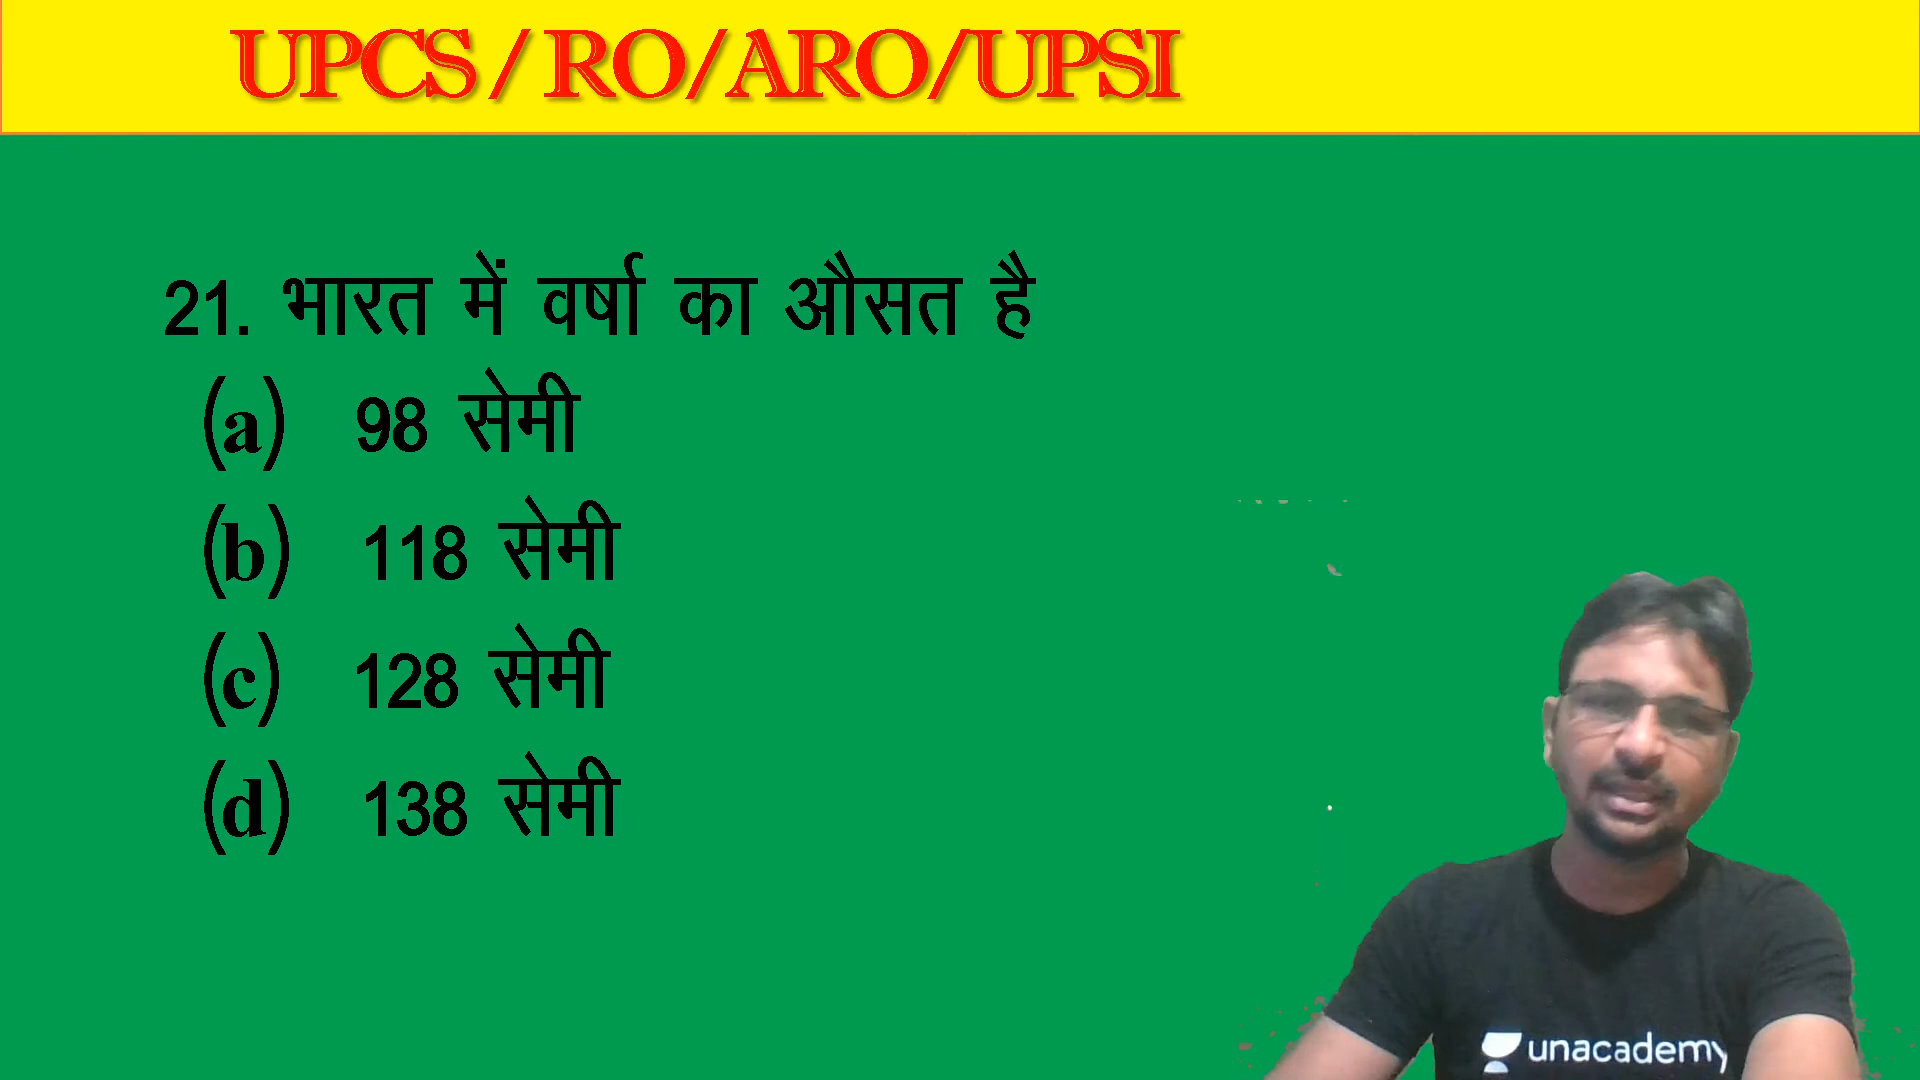 UPCS / RO/ARO/UPSI
21. भारत में वर्षा का औसत है
(a) 98 सेमी
(b) 118 सेमी
(c) 128 सेमी
(d) 138 सेमी
unacademy